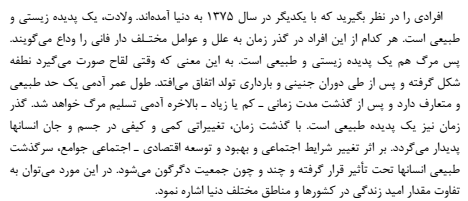 افرادی را در نظر بگیرید که با یکدیگر در سال ۱۳۷۵ به دنیا آمده‌اند. ولادت، یک پدیده زیستی و
طبیعی است. هر کدام از این افراد در گذر زمان به علل و عوامل مختـلف دار فانی را وداع می‌گویند.
پس مرگ هم یک پدیده زیستی و طبیعی است. به این معنی که وقتی لقاح صورت می‌گیرد نطفه
شکل گرفته و پس از طی دوران جنینی و بارداری تولد اتفاق می‌افتد. طول عمر آدمی یک حد طبیعی
و متعارف دارد و پس از گذشت مدت زمانی ـ کم یا زیاد ـ بالاخره آدمی تسلیم مرگ خواهد شد. گذر
زمان نیز یک پدیده طبیعی است. با گذشت زمان، تغییراتی کمی و کیفی در جسم و جان انسانها
پدیدار می‌گردد. بر اثر تغییر شرایط اجتماعی و بهبود و توسعه اقتصادی ـ اجتماعی جوامع، سرگذشت
طبیعی انسانها تحت تأثیر قرار گرفته و چند و چون جمعیت دگرگون می‌شود. در این مورد می‌توان به
تفاوت مقدار امید زندگی در کشورها و مناطق مختلف دنیا اشاره نمود.